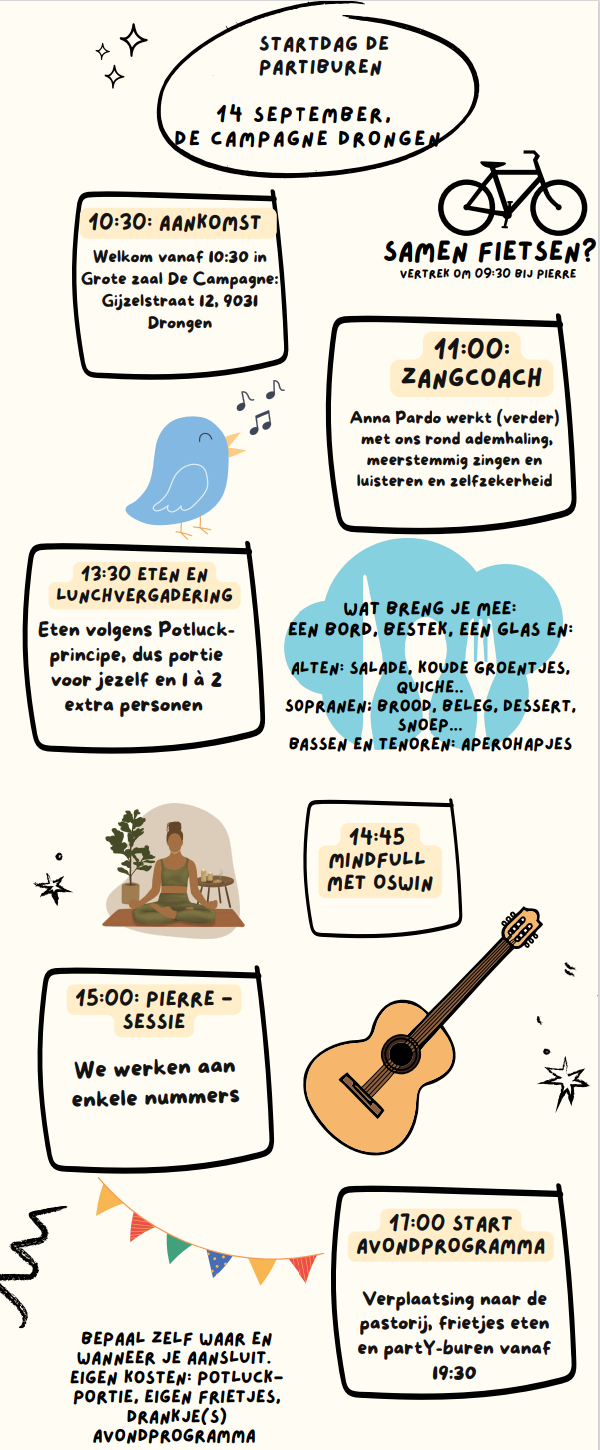 STARTDAG DE
PARTIBUREN
14 SEPTEMBER,
DE CAMPAGNE DRONGEN
SAMEN FIETSEN?
VERTREK OM 09:30 BIJ PIERRE
10:30: AANKOMST
Welkom vanaf 10:30 in
Grote zaal De Campagne:
Gijzelstraat 12, 9031
Drongen
11:00:
ZANGCOACH
Anna Pardo werkt (verder)
met ons rond ademhaling,
meerstemmig zingen en
luisteren en zelfzekerheid
13:30 ETEN EN
LUNCHVERGADERING
Eten volgens Potluck-
principe, dus portie
voor jezelf en 1 à 2
extra personen
WAT BRENG JE MEE:
EEN BORD, BESTEK, EEN GLAS EN:
ALTEN: SALADE, KOUDE GROENTJES,
QUICHE..
SOPRANEN: BROOD, BELEG, DESSERT,
SNOEP...
BASSEN EN TENOREN: APEROHAPJES
14:45
MINDFULL
MET OSWIN
15:00: PIERRE -
SESSIE
We werken aan
enkele nummers
17:00 START
AVONDPROGRAMMA
Verplaatsing naar de
pastorij, frietjes eten
en partY-buren vanaf
19:30
BEPAAL ZELF WAAR EN
WANNEER JE AANSLUIT.
EIGEN KOSTEN: POTLUCK-
PORTIE, EIGEN FRIETJES,
DRANKJE(S)
AVONDPROGRAMMA